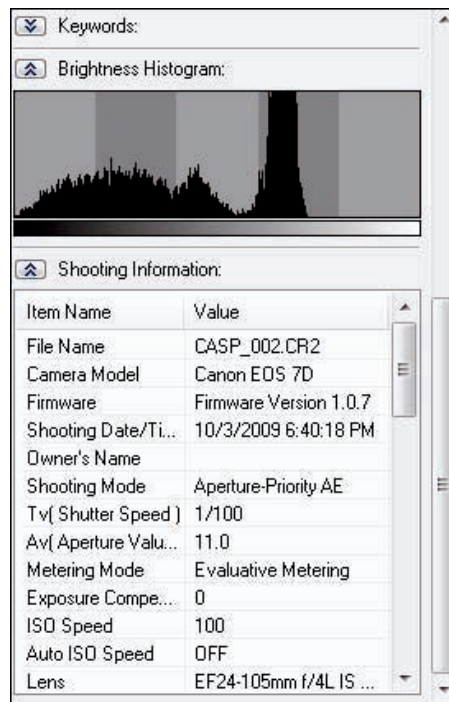 Keywords:
Brightness Histogram:
Shooting Information:
Item Name Value
File Name CASP_002.CR2
Camera Model Canon EOS 7D
Firmware Firmware Version 1.0.7
Shooting Date/Ti... 10/3/2009 6:40:18 PM
Owner's Name
Shooting Mode Aperture-Priority AE
Tv( Shutter Speed ) 1/100
Av( Aperture Valu... 11.0
Metering Mode Evaluative Metering
Exposure Compe... 0
ISO Speed 100
Auto ISO Speed OFF
Lens EF24-105mm f/4L IS ...